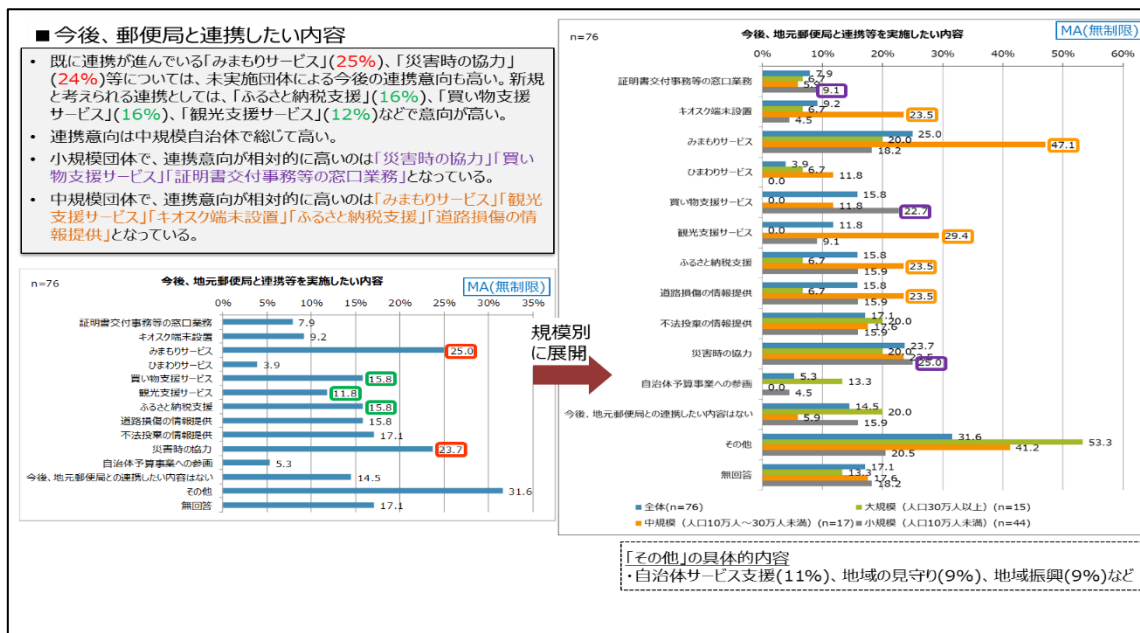 ■今後、郵便局と連携したい内容
• 既に連携が進んでいる「みまもりサービス」(25%)、「災害時の協力」
(24%)等については、未実施団体による今後の連携意向も高い。新規
と考えられる連携としては、「ふるさと納税支援」(16%)、「買い物支援
サービス」(16%)、「観光支援サービス」(12%)などで意向が高い。
• 連携意向は中規模自治体で総じて高い。
• 小規模団体で、連携意向が相対的に高いのは「災害時の協力」「買い
物支援サービス」「証明書交付事務等の窓口業務」となっている。
• 中規模団体で、連携意向が相対的に高いのは「みまもりサービス」「観光
支援サービス」「キオスク端末設置」「ふるさと納税支援」「道路損傷の情
報提供」となっている。
今後、地元郵便局と連携等を実施したい内容
n=76
MA(無制限)
0% 5% 10% 15% 20% 25% 30% 35%
証明書交付事務等の窓口業務 7.9
キオスク端末設置 9.2
みまもりサービス 25.0
ひまわりサービス 3.9
買い物支援サービス 15.8
観光支援サービス 11.8
ふるさと納税支援 15.8
道路損傷の情報提供 15.8
不法投棄の情報提供 17.1
災害時の協力 23.7
自治体予算事業への参画 5.3
今後、地元郵便局との連携したい内容はない 14.5
その他 31.6
無回答 17.1
規模別
に展開
今後、地元郵便局と連携等を実施したい内容
n=76
MA(無制限)
0% 10% 20% 30% 40% 50% 60%
証明書交付事務等の窓口業務 7.9 6.7 5.9 9.1
キオスク端末設置 9.2 6.7 23.5 4.5
みまもりサービス 25.0 20.0 47.1 18.2
ひまわりサービス 3.9 6.7 11.8 0.0
買い物支援サービス 15.8 0.0 11.8 22.7
観光支援サービス 11.8 0.0 29.4 9.1
ふるさと納税支援 15.8 6.7 23.5 15.9
道路損傷の情報提供 15.8 6.7 23.5 15.9
不法投棄の情報提供 17.1 20.0 17.6 15.9
災害時の協力 23.7 20.0 23.5 25.0
自治体予算事業への参画 5.3 13.3 0.0 4.5
今後、地元郵便局との連携したい内容はない 14.5 20.0 5.9 15.9
その他 31.6 53.3 41.2 20.5
無回答 17.1 13.3 17.6 18.2
全体(n=76) 大規模（人口30万人以上）(n=15)
中規模（人口10万人～30万人未満）(n=17) 小規模（人口10万人未満）(n=44)
「その他」の具体的内容
・自治体サービス支援(11%)、地域の見守り(9%)、地域振興(9%)など